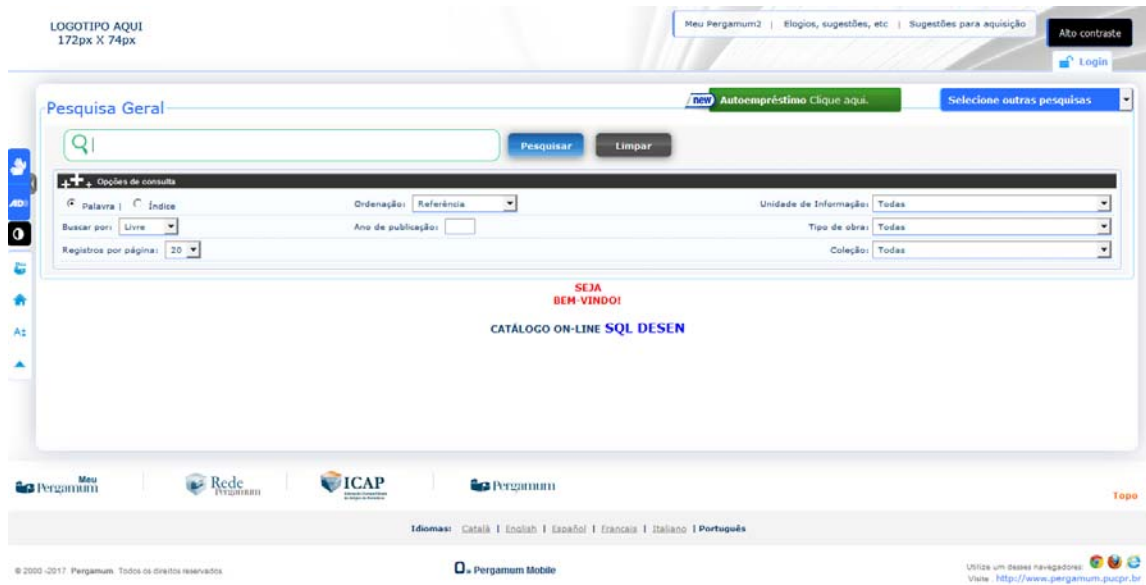 LOGOTIPO AQUI
172px X 74px
Meu Pergamum2 | Elogios, sugestões, etc | Sugestões para aquisição
Alto contraste
Login
Pesquisa Geral
new Autoempréstimo Clique aqui.
Selecione outras pesquisas
Pesquisar
Limpar
Opções de consulta
Palavra | Índice
Ordenação: Referência
Unidade de Informação: Todas
Buscar por: Livre
Ano de publicação:
Tipo de obra: Todas
Registros por página: 20
Coleção: Todas
A±
SEJA
BEM-VINDO!
CATÁLOGO ON-LINE SQL DESEN
Meu
Pergamum
Rede
Pergamum
ICAP
Pergamum
Topo
Idiomas: Català | English | Español | Français | Italiano | Português
© 2000 -2017. Pergamum. Todos os direitos reservados.
Pergamum Mobile
Utilize um desses navegadores:
Visite . http://www.pergamum.pucpr.br